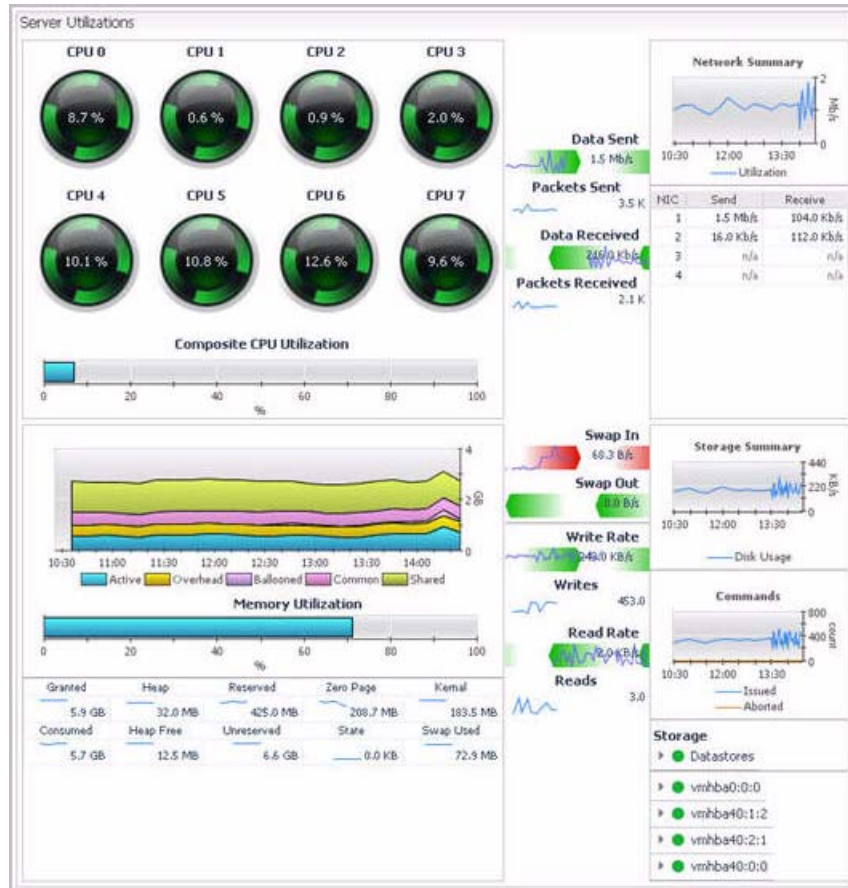 Server Utilizations
CPU 0 CPU 1 CPU 2 CPU 3
8.7 % 0.6 % 0.9 % 2.0 %
CPU 4 CPU 5 CPU 6 CPU 7
10.1 % 10.8 % 12.6 % 9.6 %
Composite CPU Utilization
0 20 40 60 80 100
%
Data Sent
1.5 Mb/s
Packets Sent
3.5 K
Data Received
Kb/s
Packets Received
2.1 K
Network Summary
2
1
0
Mb/s
10:30 12:00 13:30
Utilization
NIC Send Receive
1 1.5 Mb/s 104.0 Kb/s
2 16.0 Kb/s 112.0 Kb/s
3 n/a n/a
4 n/a n/a
4
2
0
GB
10:30 11:00 11:30 12:00 12:30 13:00 13:30 14:00
Active Overhead Ballooned Common Shared
Memory Utilization
0 20 40 60 80 100
%
Granted Heap Reserved Zero Page Kernal
5.9 GB 32.0 MB 425.0 MB 208.7 MB 183.5 MB
Consumed Heap Free Unreserved State Swap Used
5.7 GB 12.5 MB 6.6 GB 0.0 KB 72.9 MB
Swap In
68.3 B/s
Swap Out
0.0 B/s
Write Rate
249.0 KB/s
Writes
453.0
Read Rate
2.0 KB/s
Reads
3.0
Storage Summary
440
220
0
KB/s
10:30 12:00 13:30
Disk Usage
Commands
800
400
0
count
10:30 12:00 13:30
Issued
Aborted
Storage
Datastores
vmhba0:0:0
vmhba40:1:2
vmhba40:2:1
vmhba40:0:0